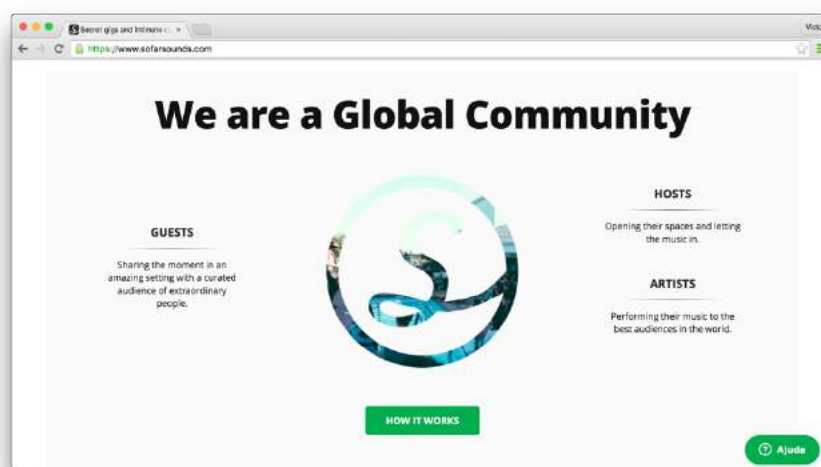 Secret gigs and intimate c
Victo
https://www.sofarsounds.com
We are a Global Community
GUESTS
Sharing the moment in an
amazing setting with a curated
audience of extraordinary
people.
HOSTS
Opening their spaces and letting
the music in.
ARTISTS
Performing their music to the
best audiences in the world.
HOW IT WORKS
Ajuda